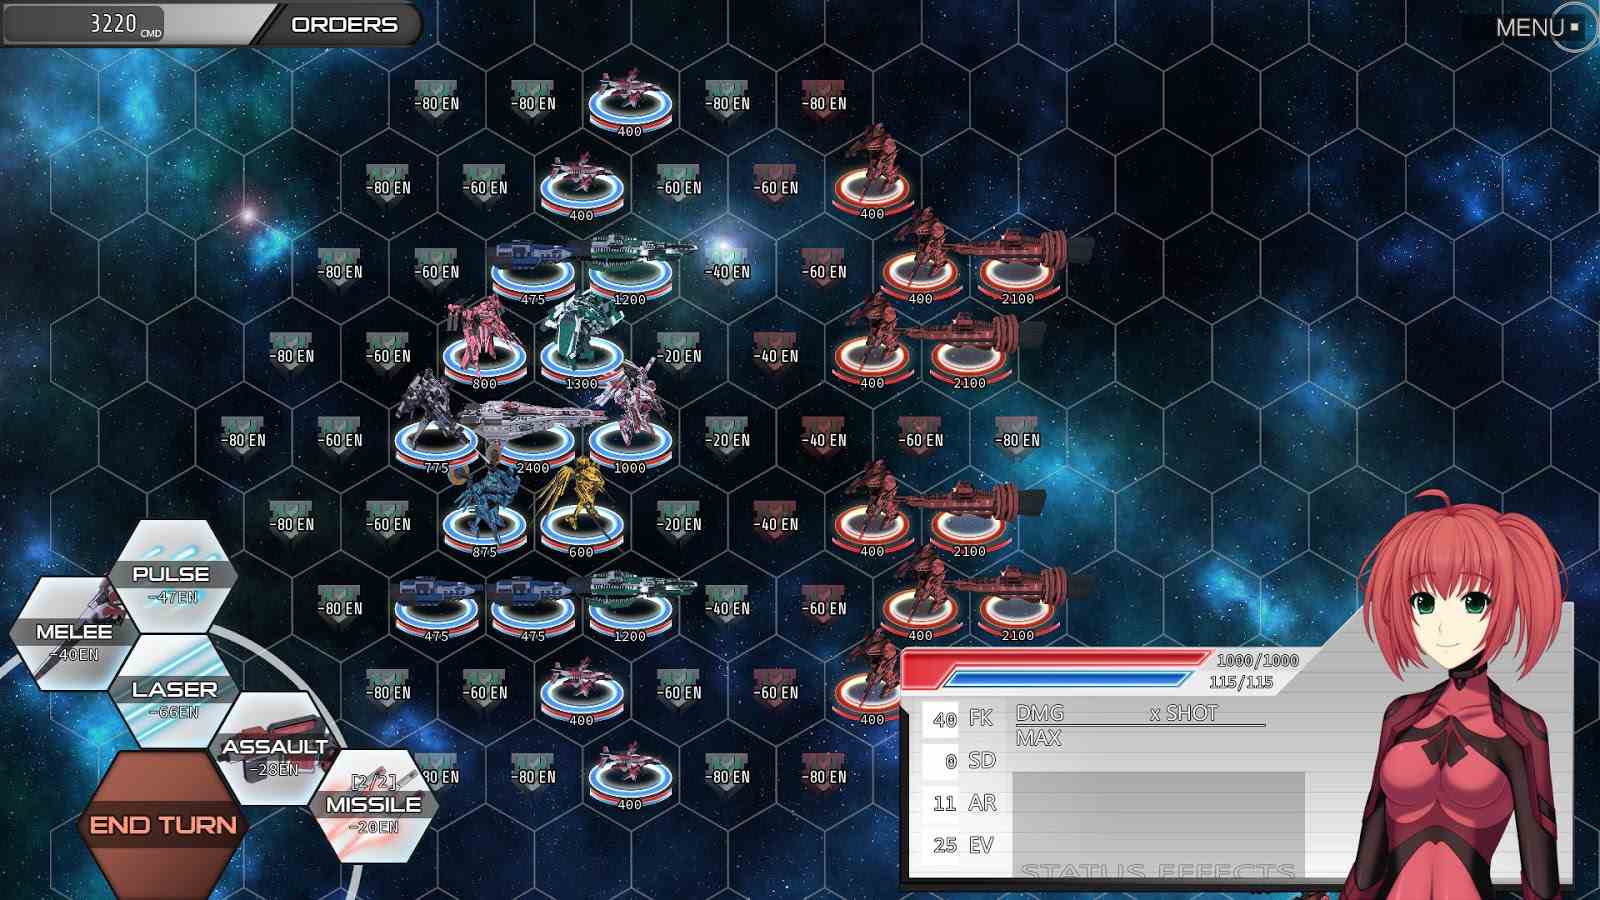 3220 CMD ORDERS MENU
-80 EN -80 EN 400 -80 EN -80 EN
-80 EN -60 EN 400 -60 EN -60 EN 400
-80 EN -60 EN 475 1200 -40 EN -60 EN 400 2100
-80 EN -60 EN 800 1300 -20 EN -40 EN 400 2100
-80 EN -60 EN 775 2400 1000 -20 EN -40 EN -60 EN -80 EN
-80 EN -60 EN 875 600 -20 EN -40 EN 400 2100
-80 EN 475 475 1200 -40 EN -60 EN 400 2100
-80 EN -60 EN 400 -60 EN -60 EN 400
80 EN -80 EN 400 -80 EN -80 EN
PULSE
-47EN
MELEE
-40EN
LASER
-66EN
ASSAULT
-28EN
[2/2]
MISSILE
-20EN
END TURN
1000/1000
115/115
40 FK DMG x SHOT
MAX
0 SD
11 AR
25 EV
STATUS EFFECTS